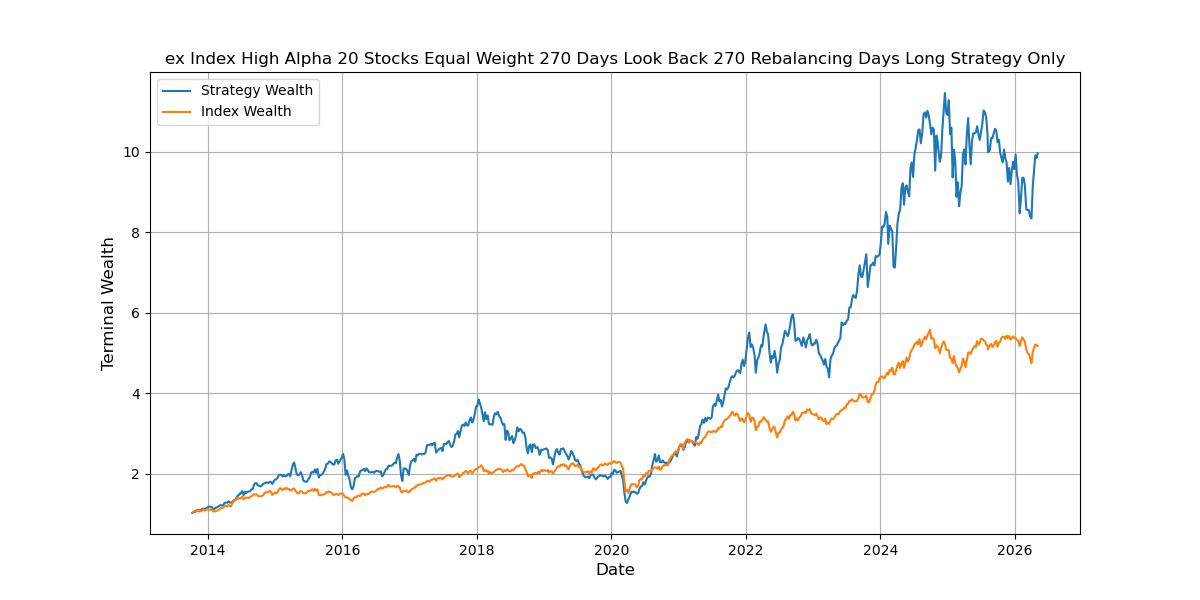 ex Index High Alpha 20 Stocks Equal Weight 270 Days Look Back 270 Rebalancing Days Long Strategy Only
Strategy Wealth
Index Wealth
Terminal Wealth
10
8
6
4
2
2014 2016 2018 2020 2022 2024 2026
Date